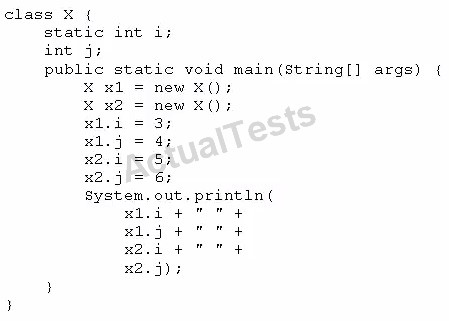 class X {
    static int i;
    int j;
    public static void main(String[] args) {
        X x1 = new X();
        X x2 = new X();
        x1.i = 3;
        x1.j = 4;
        x2.i = 5;
        x2.j = 6;
        System.out.println(
            x1.i + " " +
            x1.j + " " +
            x2.i + " " +
            x2.j);
    }
}
ActualTests